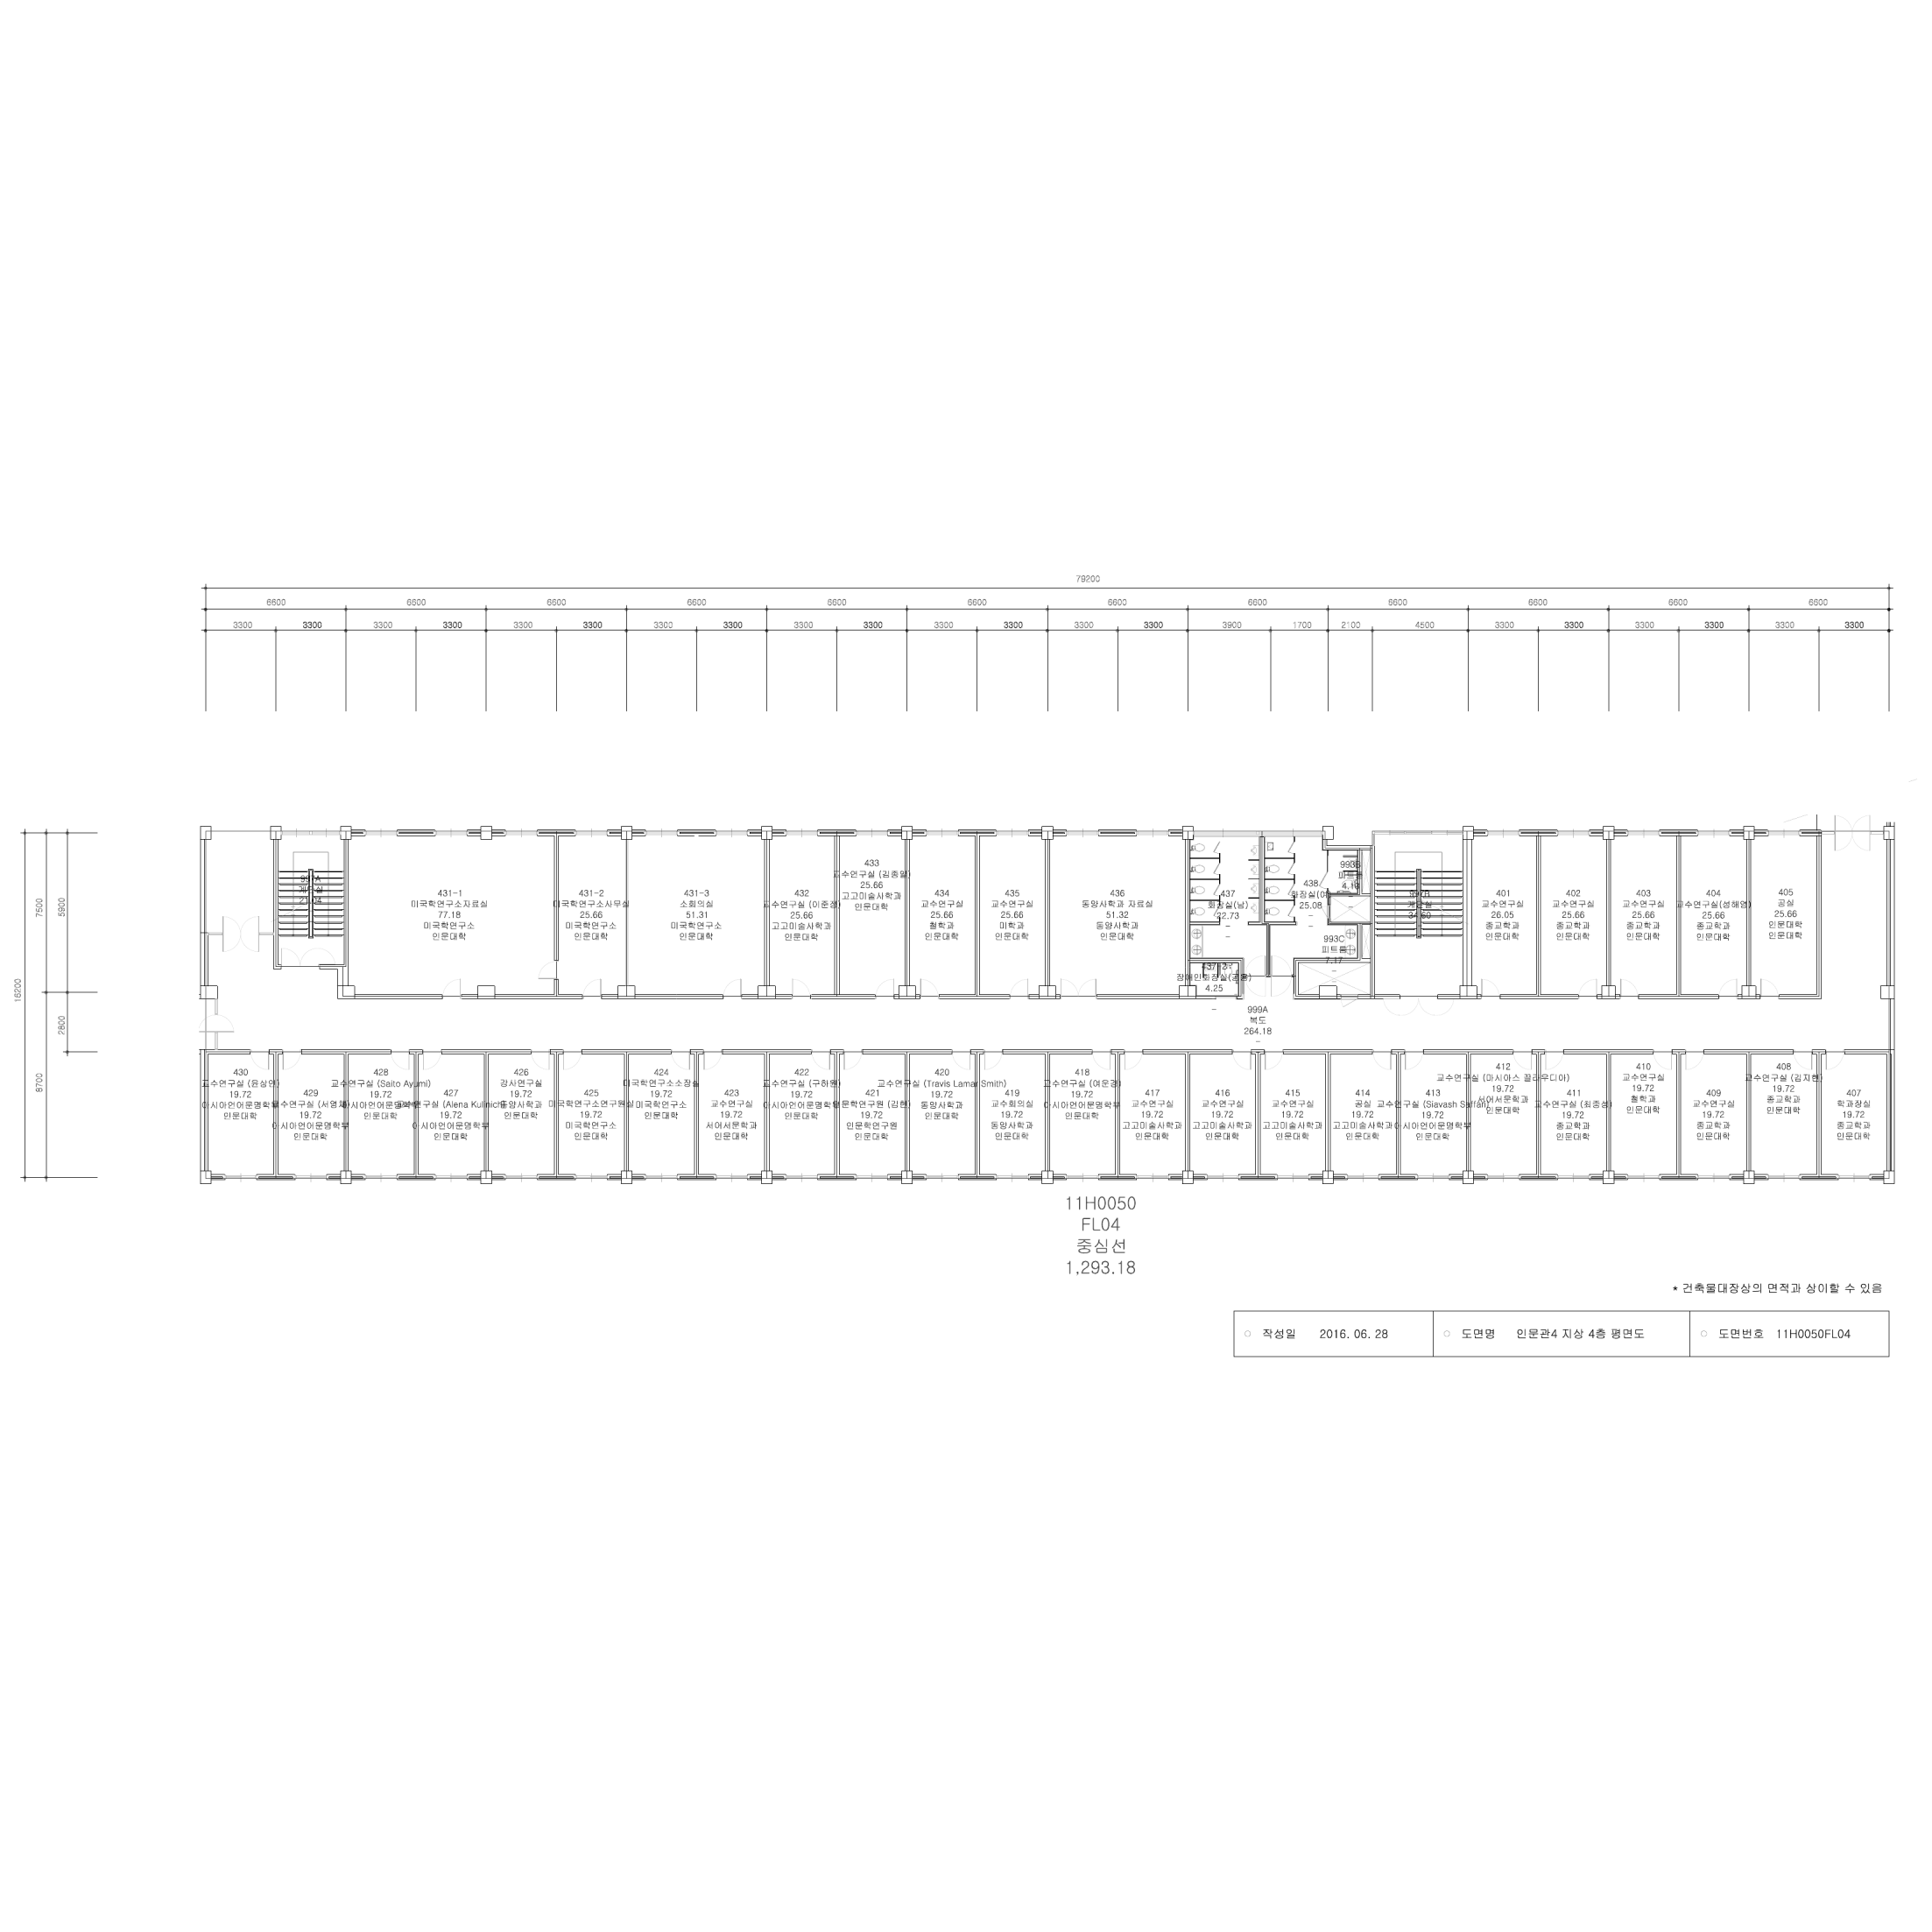 79200
6600 6600 6600 6600 6600 6600 6600 6600 6600 6600 6600 6600
3300 3300 3300 3300 3300 3300 3300 3300 3300 3300 3300 3300 3300 3300 3900 1700 2100 4500 3300 3300 3300 3300 3300 3300
16200
7500
8700
5900
2800
997A
계단실
21.04
431-1
미국학연구소자료실
77.18
미국학연구소
인문대학
431-2
미국학연구소사무실
25.66
미국학연구소
인문대학
431-3
소회의실
51.31
미국학연구소
인문대학
432
교수연구실 (이준정)
25.66
고고미술사학과
인문대학
433
교수연구실 (김종일)
25.66
고고미술사학과
인문대학
434
교수연구실
25.66
철학과
인문대학
435
교수연구실
25.66
미학과
인문대학
436
동양사학과 자료실
51.32
동양사학과
인문대학
437
화장실(남)
22.73
437-2
장애인화장실(공용)
4.25
438
화장실(여)
25.08
993B
피트룸
993C
피트룸
7.17
997B
계단실
34.60
401
교수연구실
26.05
종교학과
인문대학
402
교수연구실
25.66
종교학과
인문대학
403
교수연구실
25.66
종교학과
인문대학
404
교수연구실(성해영)
25.66
종교학과
인문대학
405
공실
25.66
인문대학
인문대학
999A
복도
264.18
430
교수연구실 (윤상인)
19.72
아시아언어문명학부
인문대학
429
교수연구실 (서영채)
19.72
아시아언어문명학부
인문대학
428
교수연구실 (Saito Ayumi)
19.72
아시아언어문명학부
인문대학
427
교수연구실 (Alena Kulinich)
19.72
아시아언어문명학부
인문대학
426
강사연구실
19.72
동양사학과
인문대학
425
미국학연구소연구원실
19.72
미국학연구소
인문대학
424
미국학연구소소장실
19.72
미국학연구소
인문대학
423
교수연구실
19.72
서어서문학과
인문대학
422
교수연구실 (구하원)
19.72
아시아언어문명학부
인문대학
421
인문학연구원 (김현)
19.72
인문학연구원
인문대학
420
교수연구실 (Travis Lamar Smith)
19.72
동양사학과
인문대학
419
교수회의실
19.72
동양사학과
인문대학
418
교수연구실 (여운경)
19.72
아시아언어문명학부
인문대학
417
교수연구실
19.72
고고미술사학과
인문대학
416
교수연구실
19.72
고고미술사학과
인문대학
415
교수연구실
19.72
고고미술사학과
인문대학
414
공실
19.72
고고미술사학과
인문대학
413
교수연구실 (Siavash Saffari)
19.72
아시아언어문명학부
인문대학
412
교수연구실 (마시아스 끌라우디아)
19.72
서어서문학과
인문대학
411
교수연구실 (최종성)
19.72
종교학과
인문대학
410
교수연구실
19.72
철학과
인문대학
409
교수연구실
19.72
종교학과
인문대학
408
교수연구실 (김지현)
19.72
종교학과
인문대학
407
학과장실
19.72
종교학과
인문대학
11H0050
FL04
중심선
1,293.18
* 건축물대장상의 면적과 상이할 수 있음
작성일 2016. 06. 28
도면명 인문관4 지상 4층 평면도
도면번호 11H0050FL04